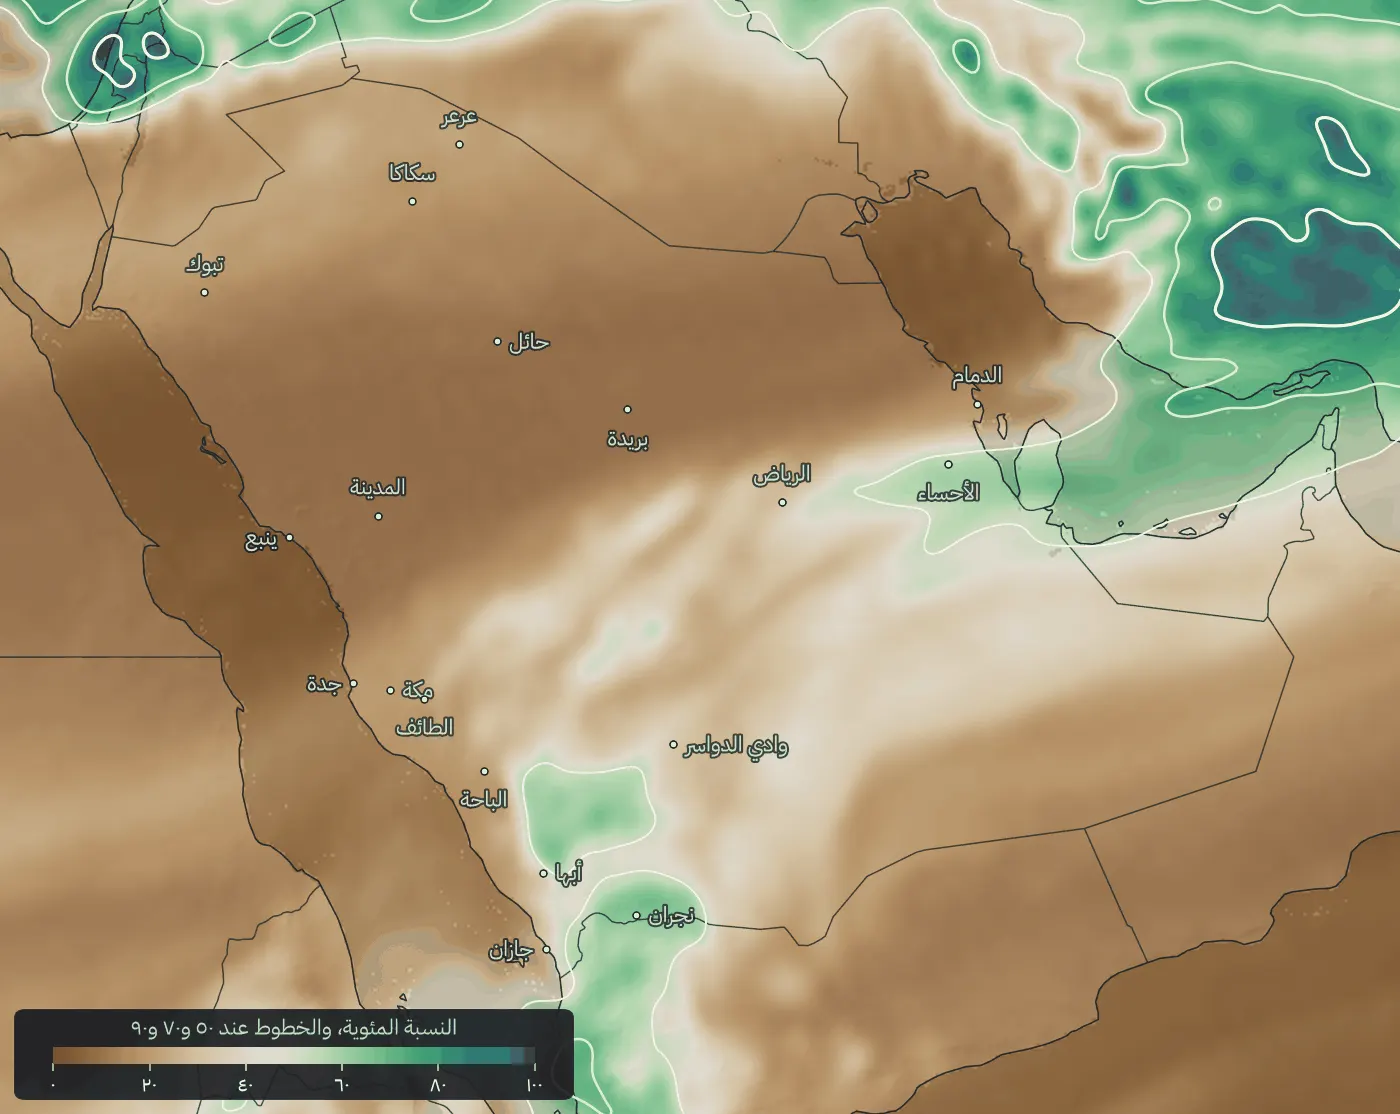 عرعر
سكاكا
تبوك
حائل
الدمام
بريدة
الرياض
المدينة
الأحساء
ينبع
جدة
مكة
الطائف
وادي الدواسر
الباحة
أبها
نجران
جازان
النسبة المئوية، والخطوط عند ٥٠ و٧٠ و٩٠
٠ ٢٠ ٤٠ ٦٠ ٨٠ ١٠٠